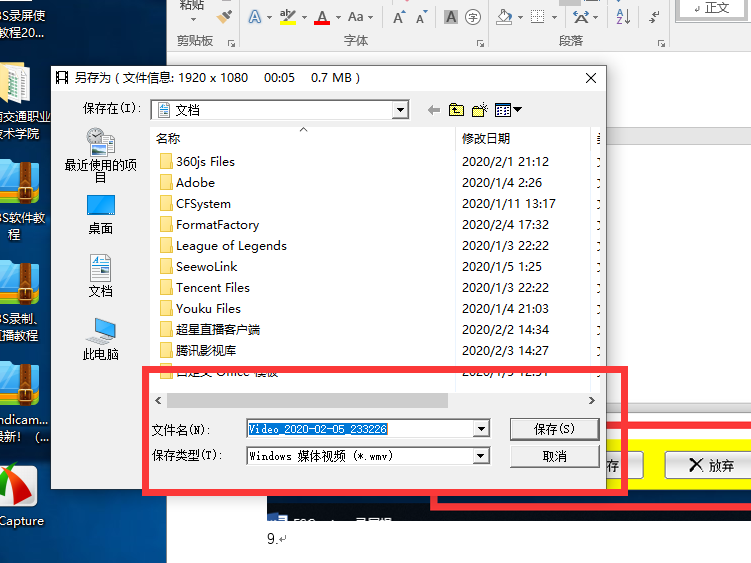 粘贴
剪贴板
字体
段落
正文
A
Aa
字
另存为 ( 文件信息: 1920 x 1080 00:05 0.7 MB )
保存在(I):
文档
最近使用的项
目
桌面
文档
此电脑
名称
修改日期
360js Files
2020/2/1 21:12
Adobe
2020/1/4 2:26
CFSystem
2020/1/11 13:17
FormatFactory
2020/2/4 17:32
League of Legends
2020/1/3 22:22
SeewoLink
2020/1/5 1:25
Tencent Files
2020/1/3 22:22
Youku Files
2020/1/4 21:03
超星直播客户端
2020/2/2 14:34
腾讯影视库
2020/2/3 14:27
自定义 Office 模板
文件名(N):
Video_2020-02-05_233226
保存(S)
保存类型(T):
Windows 媒体视频 (*.wmv)
取消
存
放弃
9.
BS录屏使
教程20...
交通职业
技术学院
BS软件教
程
BS录制、
直播教程
ndicam...
最新! (...
Capture